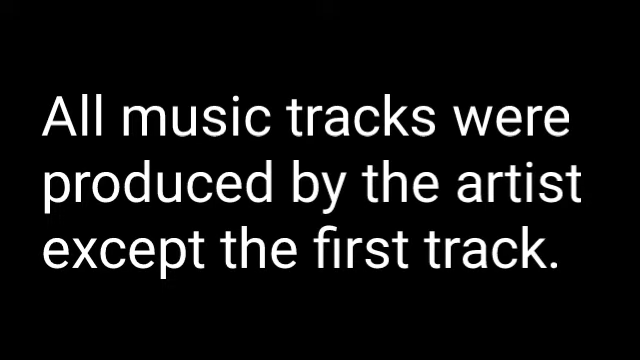 All music tracks were
produced by the artist
except the first track.